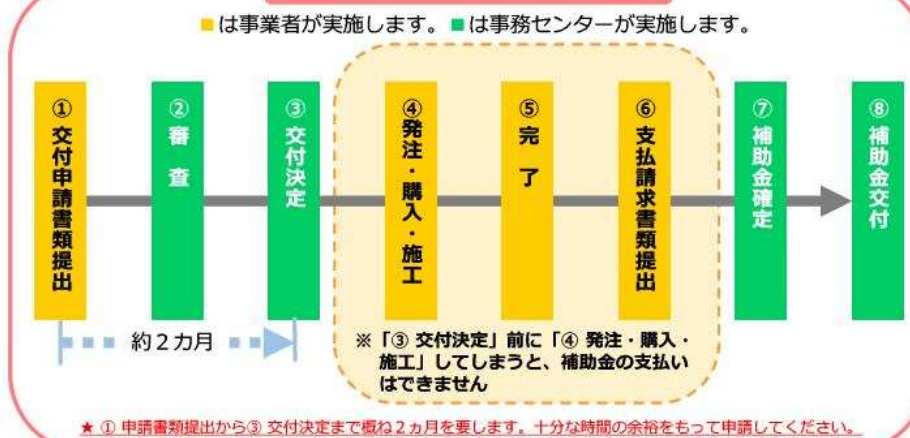 ■は事業者が実施します。■は事務センターが実施します。
① 交付申請書類提出
② 審査
③ 交付決定
④ 発注・購入・施工
⑤ 完了
⑥ 支払請求書類提出
⑦ 補助金確定
⑧ 補助金交付
約２カ月
※「③ 交付決定」前に「④ 発注・購入・
施工」してしまうと、補助金の支払い
はできません
★ ① 申請書類提出から③ 交付決定まで概ね２ヵ月を要します。十分な時間の余裕をもって申請してください。